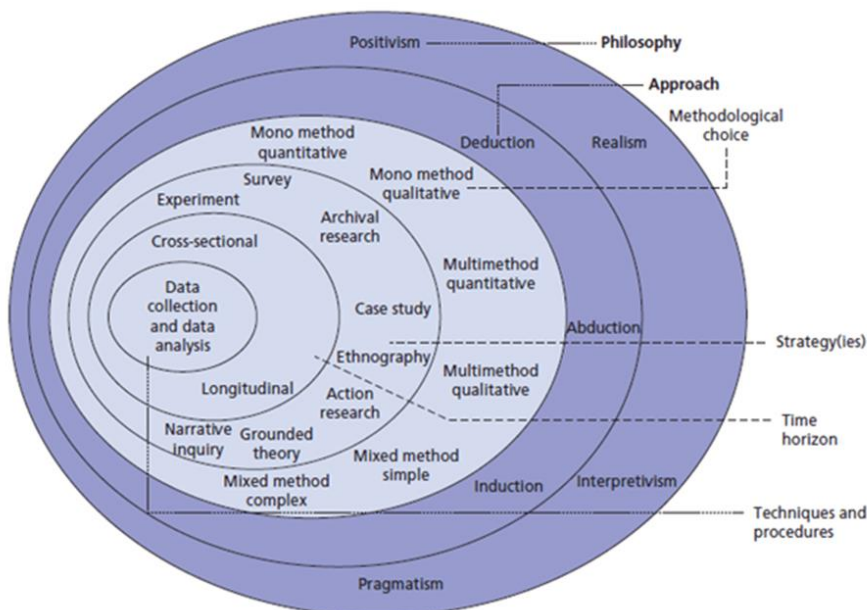 Positivism
Philosophy
Approach
Methodological
choice
Mono method
quantitative
Deduction
Realism
Survey
Mono method
qualitative
Experiment
Archival
research
Cross-sectional
Multimethod
quantitative
Data
collection
and data
analysis
Case study
Abduction
Strategy(ies)
Ethnography
Multimethod
qualitative
Longitudinal
Action
research
Time
horizon
Narrative
inquiry
Grounded
theory
Mixed method
simple
Mixed method
complex
Induction
Interpretivism
Techniques and
procedures
Pragmatism